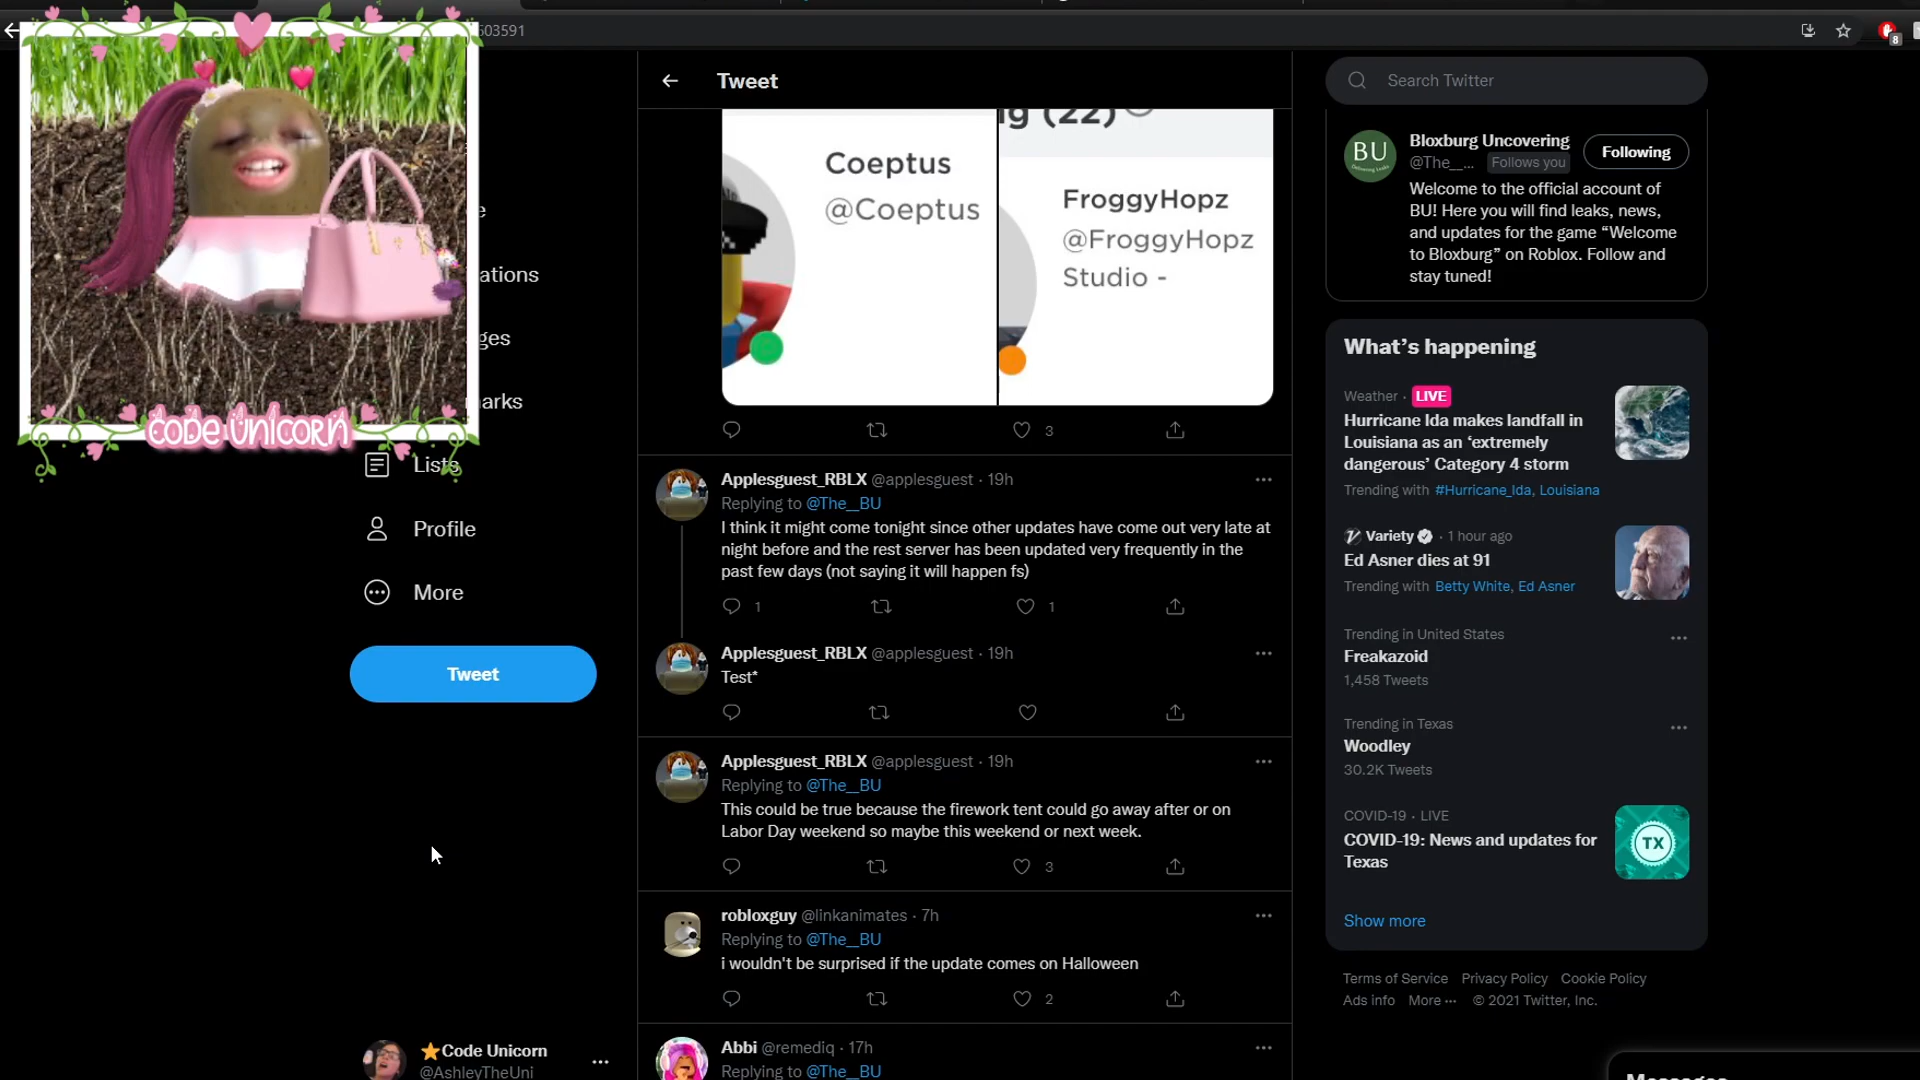 503591
8
CODE UNICORN
e
ations
ges
marks
Lists
Profile
More
Tweet
⭐Code Unicorn
@AshleyTheUni
Tweet
ig (22)
Coeptus
@Coeptus
FroggyHopz
@FroggyHopz
Studio -
3
Applesguest_RBLX @applesguest · 19h
Replying to @The__BU
I think it might come tonight since other updates have come out very late at
night before and the rest server has been updated very frequently in the
past few days (not saying it will happen fs)
1 1
Applesguest_RBLX @applesguest · 19h
Test*
Applesguest_RBLX @applesguest · 19h
Replying to @The__BU
This could be true because the firework tent could go away after or on
Labor Day weekend so maybe this weekend or next week.
3
robloxguy @linkanimates · 7h
Replying to @The__BU
i wouldn't be surprised if the update comes on Halloween
2
Abbi @remediq · 17h
Replying to @The__BU
Search Twitter
BU
Bloxburg Uncovering
@The__... Follows you
Following
Welcome to the official account of
BU! Here you will find leaks, news,
and updates for the game “Welcome
to Bloxburg” on Roblox. Follow and
stay tuned!
What’s happening
Weather · LIVE
Hurricane Ida makes landfall in
Louisiana as an ‘extremely
dangerous’ Category 4 storm
Trending with #Hurricane_Ida, Louisiana
Variety · 1 hour ago
Ed Asner dies at 91
Trending with Betty White, Ed Asner
Trending in United States
Freakazoid
1,458 Tweets
Trending in Texas
Woodley
30.2K Tweets
COVID-19 · LIVE
COVID-19: News and updates for
Texas
TX
Show more
Terms of Service Privacy Policy Cookie Policy
Ads info More ··· © 2021 Twitter, Inc.
Messages